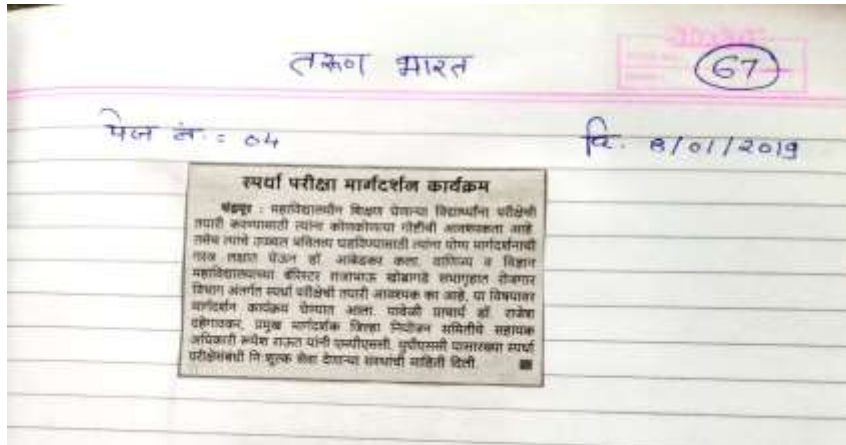 तरूण भारत
67
पेज नं. : 04
दि. 8/01/2019
स्पर्धा परीक्षा मार्गदर्शन कार्यक्रम
चंद्रपूर : महाविद्यालयीन शिक्षण घेणाऱ्या विद्यार्थ्यांना परीक्षेची
तयारी करण्यासाठी त्यांना कोणकोणत्या गोष्टींची आवश्यकता आहे.
तसेच त्यांचे उज्वल भवितव्य घडविण्यासाठी त्यांना योग्य मार्गदर्शनाची
गरज लक्षात घेऊन डॉ. आंबेडकर कला, वाणिज्य व विज्ञान
महाविद्यालयाच्या बॅरिस्टर राजाभाऊ खोब्रागडे सभागृहात रोजगार
विभाग अंतर्गत स्पर्धा परीक्षेची तयारी आवश्यक का आहे, या विषयावर
मार्गदर्शन कार्यक्रम घेण्यात आला. यावेळी प्राचार्य डॉ. राजेश
दहेगावकर, प्रमुख मार्गदर्शक जिल्हा नियोजन समितीचे सहायक
अधिकारी रूपेश राऊत यांनी एमपीएससी, युपीएससी यासारख्या स्पर्धा
परीक्षेसंबंधी नि:शुल्क सेवा देणाऱ्या संस्थांची माहिती दिली.